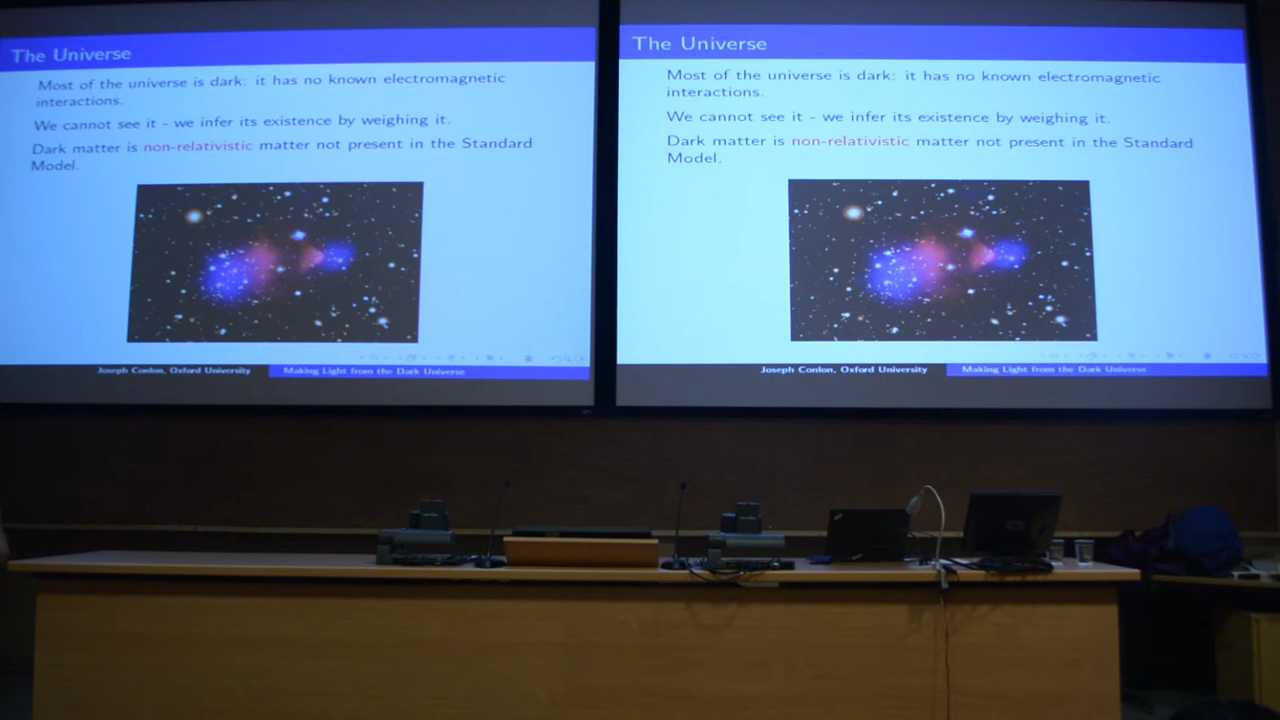 The Universe
Most of the universe is dark: it has no known electromagnetic
interactions.
We cannot see it - we infer its existence by weighing it.
Dark matter is non-relativistic matter not present in the Standard
Model.
Joseph Conlon, Oxford University
Making Light from the Dark Universe
The Universe
Most of the universe is dark: it has no known electromagnetic
interactions.
We cannot see it - we infer its existence by weighing it.
Dark matter is non-relativistic matter not present in the Standard
Model.
Joseph Conlon, Oxford University
Making Light from the Dark Universe